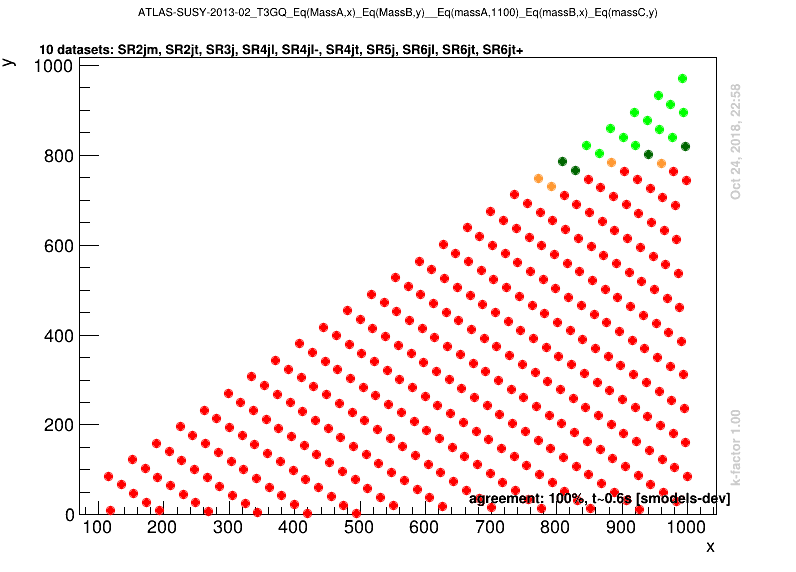 ATLAS-SUSY-2013-02_T3GQ_Eq(MassA,x)_Eq(MassB,y)__Eq(massA,1100)_Eq(massB,x)_Eq(massC,y)
10 datasets: SR2jm, SR2jt, SR3j, SR4jl, SR4jl-, SR4jt, SR5j, SR6jl, SR6jt, SR6jt+
y
1000
800
600
400
200
0
Oct 24, 2018, 22:58
k-factor 1.00
agreement: 100%, t~0.6s [smodels-dev]
100 200 300 400 500 600 700 800 900 1000
x